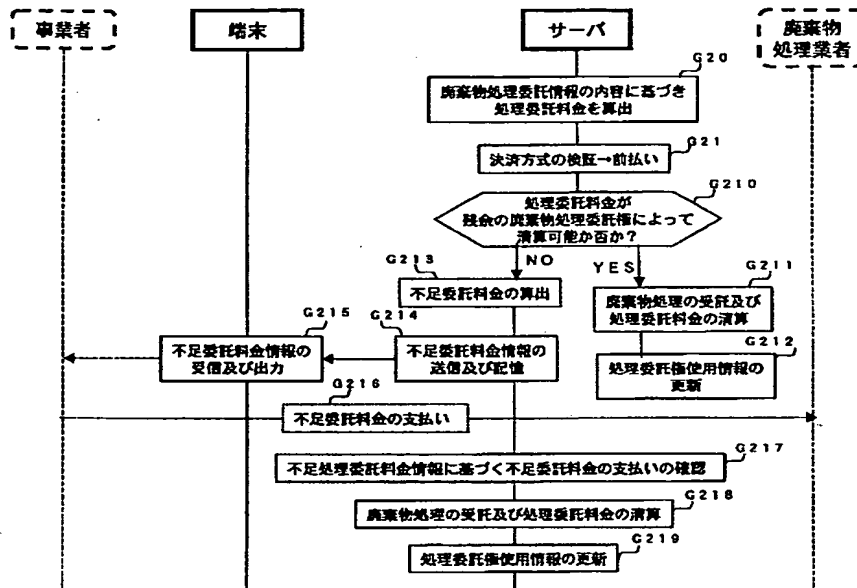 事業者
端末
サーバ
廃棄物
処理業者
G20
廃棄物処理委託情報の内容に基づき
処理委託料金を算出
G21
決済方式の検証→前払い
G210
処理委託料金が
残余の廃棄物処理委託権によって
清算可能か否か?
NO
YES
G213
不足委託料金の算出
G211
廃棄物処理の受託及び
処理委託料金の演算
G215
不足委託料金情報の
受信及び出力
G214
不足委託料金情報の
送信及び記憶
G212
処理委託権使用情報の
更新
G216
不足委託料金の支払い
G217
不足処理委託料金情報に基づく不足委託料金の支払いの確認
G218
廃棄物処理の受託及び処理委託料金の演算
G219
処理委託権使用情報の更新